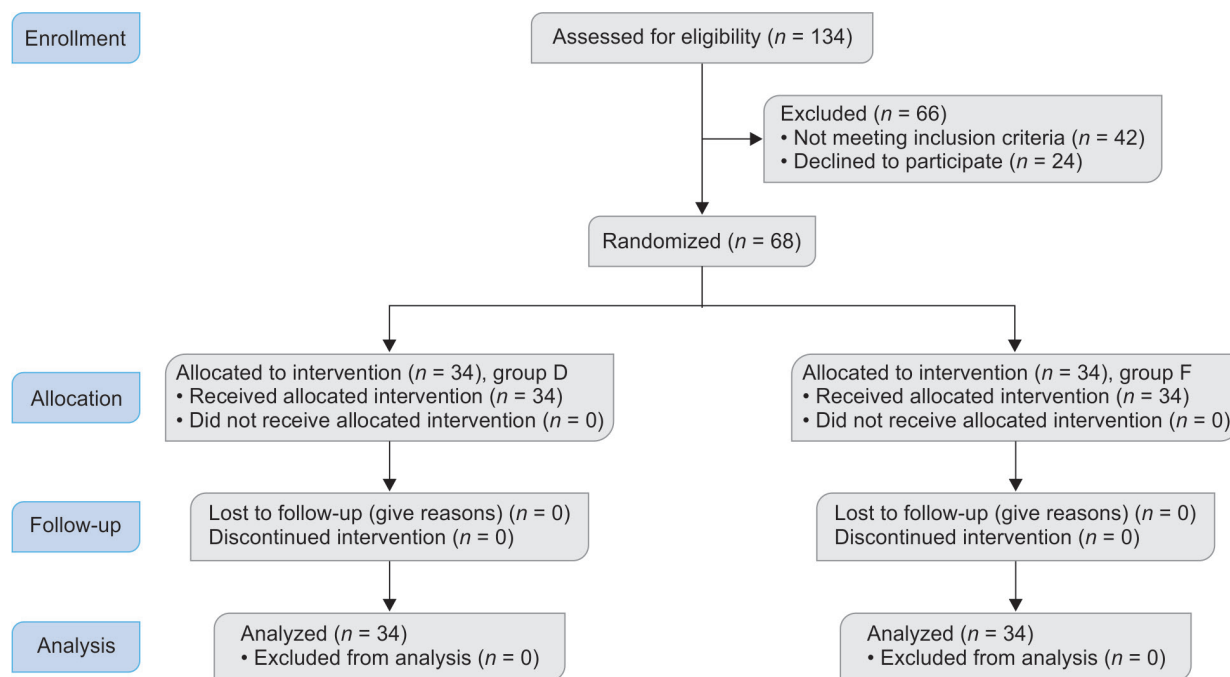 Enrollment
Assessed for eligibility (n = 134)
Excluded (n = 66)
• Not meeting inclusion criteria (n = 42)
• Declined to participate (n = 24)
Randomized (n = 68)
Allocation
Allocated to intervention (n = 34), group D
• Received allocated intervention (n = 34)
• Did not receive allocated intervention (n = 0)
Allocated to intervention (n = 34), group F
• Received allocated intervention (n = 34)
• Did not receive allocated intervention (n = 0)
Follow-up
Lost to follow-up (give reasons) (n = 0)
Discontinued intervention (n = 0)
Lost to follow-up (give reasons) (n = 0)
Discontinued intervention (n = 0)
Analysis
Analyzed (n = 34)
• Excluded from analysis (n = 0)
Analyzed (n = 34)
• Excluded from analysis (n = 0)